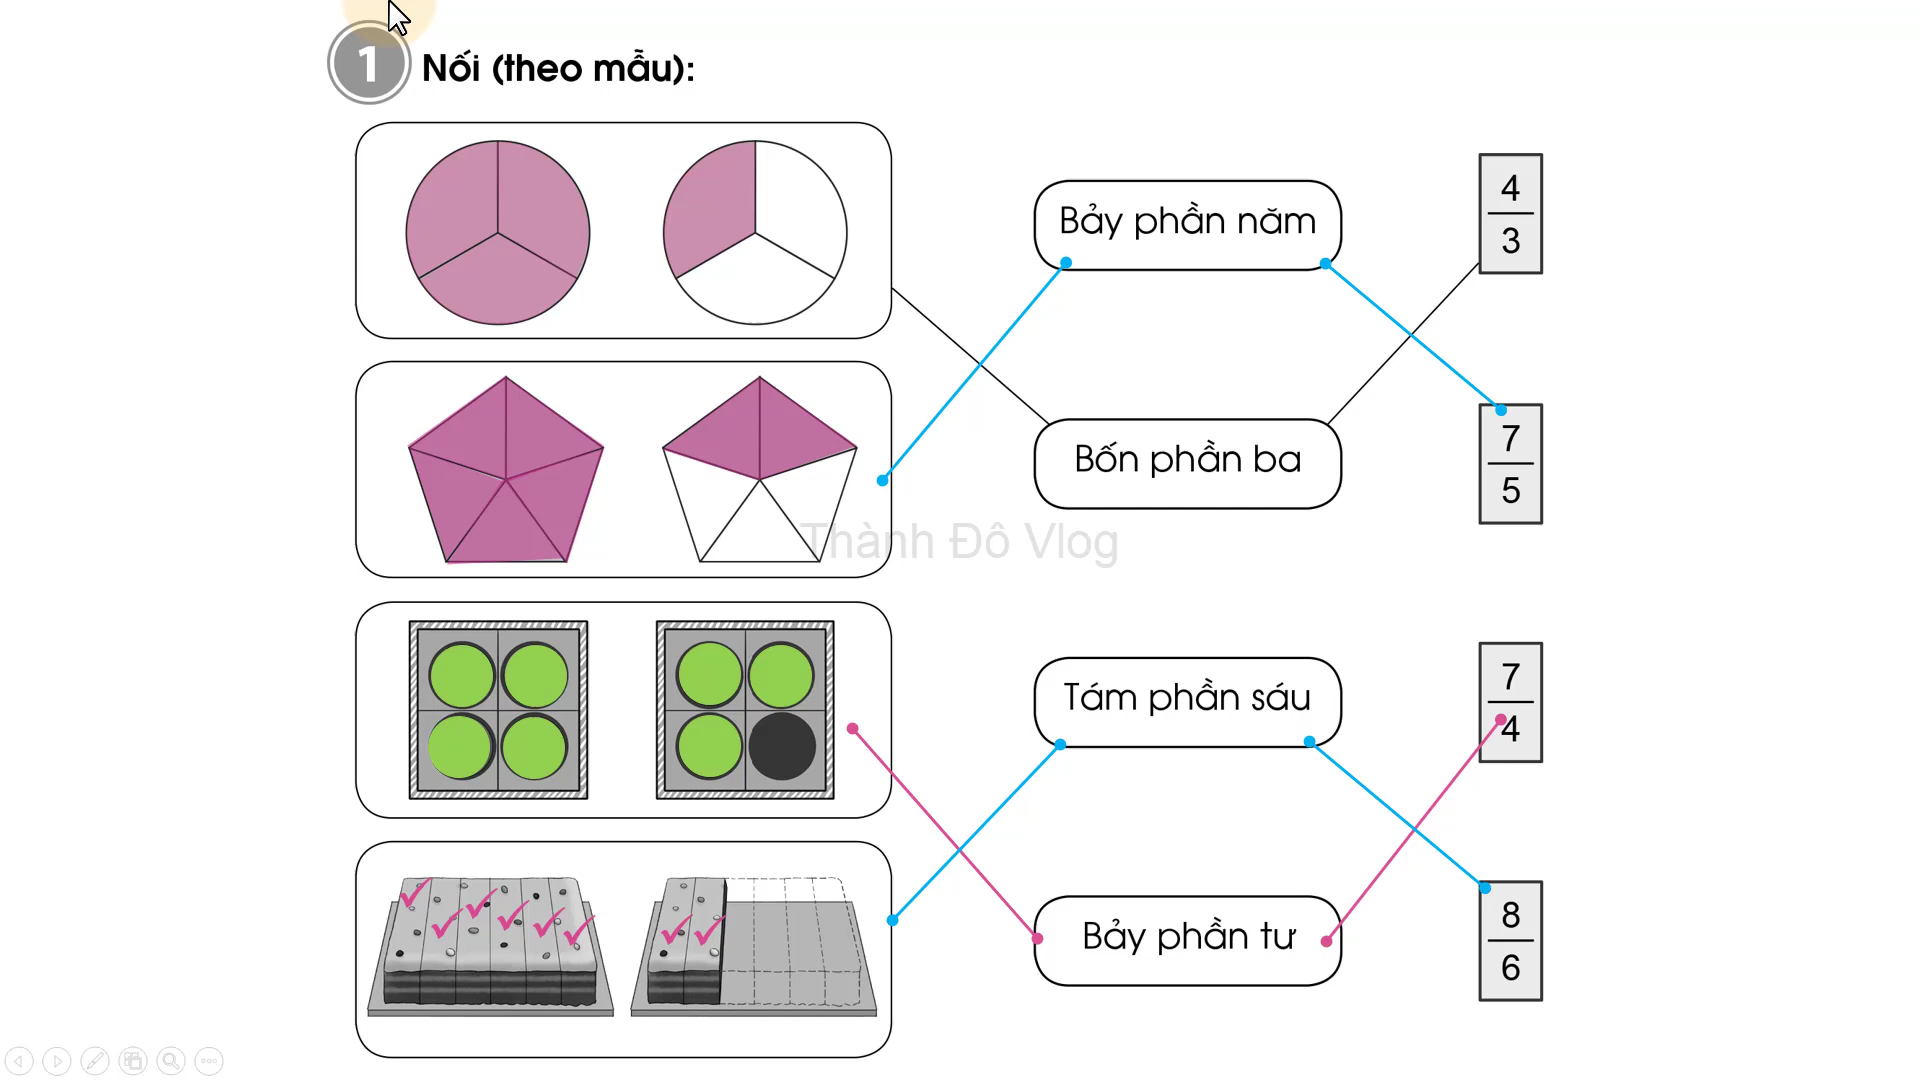 1 Nối (theo mẫu):
Bảy phần năm
4
3
Bốn phần ba
7
5
Thành Đô Vlog
Tám phần sáu
7
4
Bảy phần tư
8
6